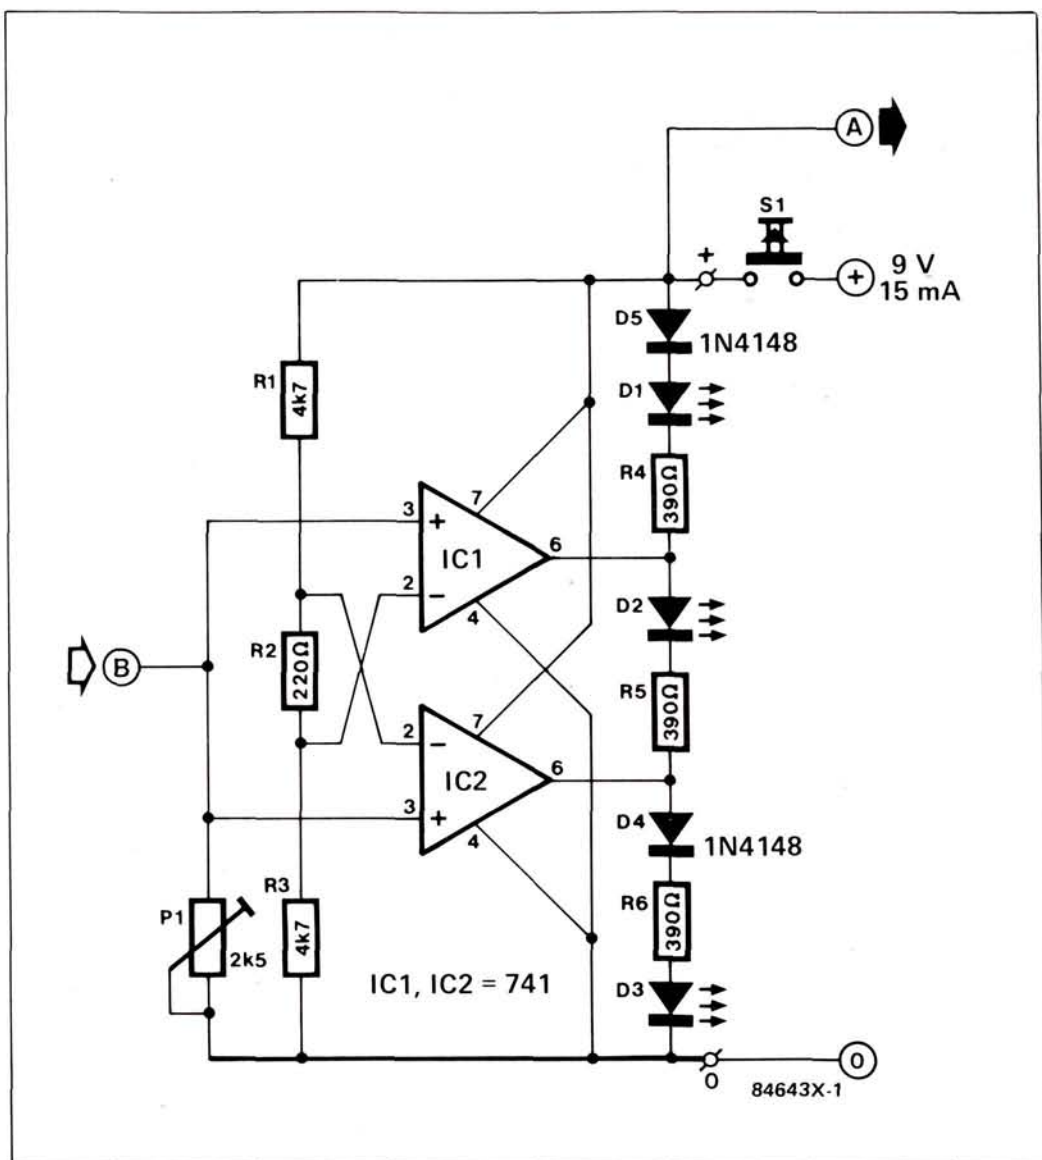 A
S1
+
+
9 V
15 mA
D5
1N4148
D1
R1
4k7
R4
390Ω
7
3
+
IC1
6
2
−
4
D2
B
R2
220Ω
R5
390Ω
7
2
−
IC2
6
3
+
4
D4
1N4148
R3
4k7
R6
390Ω
P1
2k5
IC1, IC2 = 741
D3
0
0
84643X-1